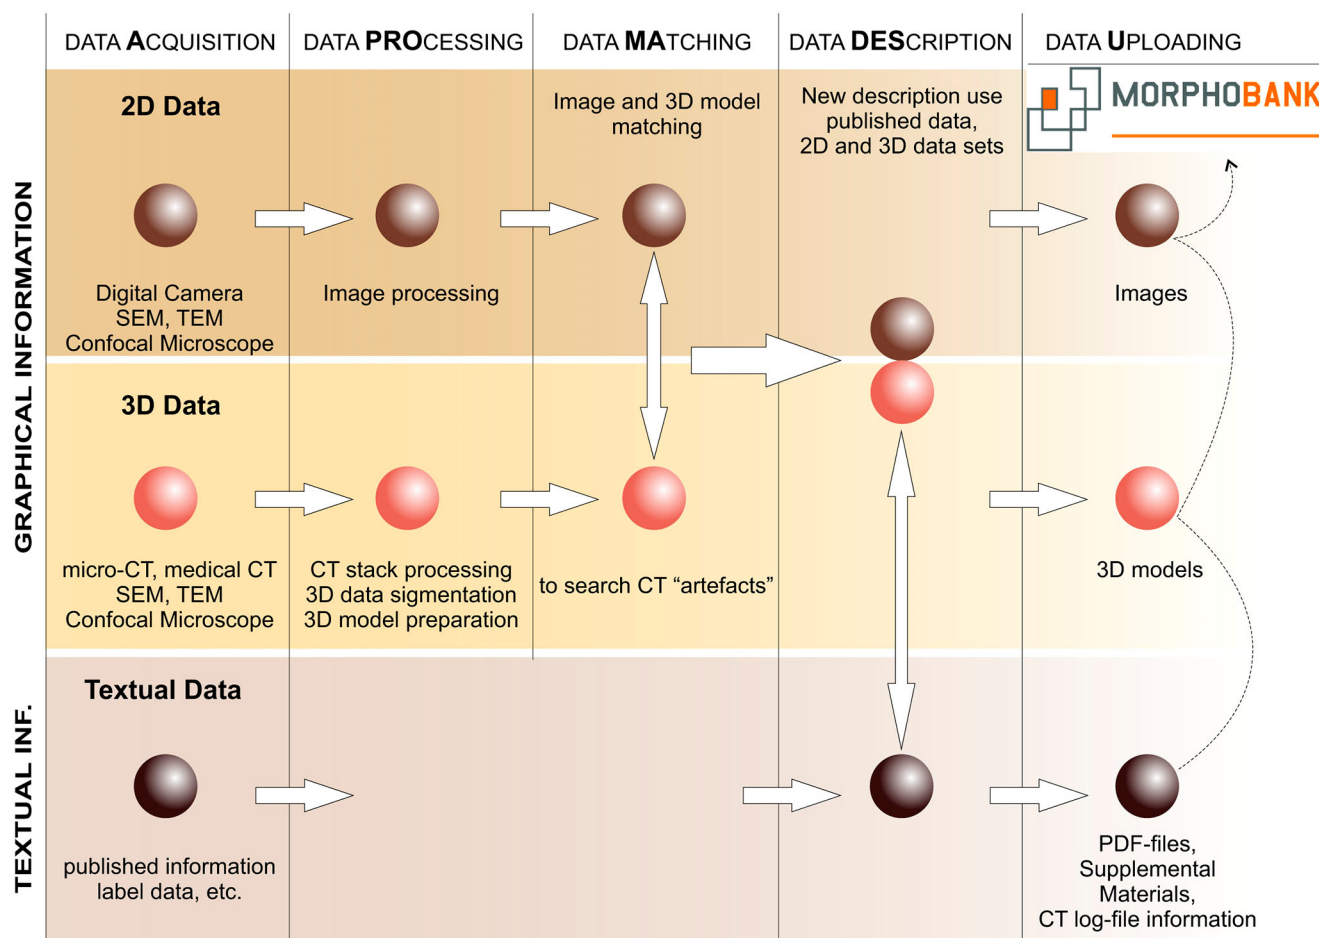 DATA ACQUISITION
DATA PROCESSING
DATA MATCHING
DATA DESCRIPTION
DATA UPLOADING
GRAPHICAL INFORMATION
TEXTUAL INF.
2D Data
Digital Camera
SEM, TEM
Confocal Microscope
Image processing
Image and 3D model
matching
New description use
published data,
2D and 3D data sets
MORPHOBANK
Images
3D Data
micro-CT, medical CT
SEM, TEM
Confocal Microscope
CT stack processing
3D data sigmentation
3D model preparation
to search CT “artefacts”
3D models
Textual Data
published information
label data, etc.
PDF-files,
Supplemental
Materials,
CT log-file information